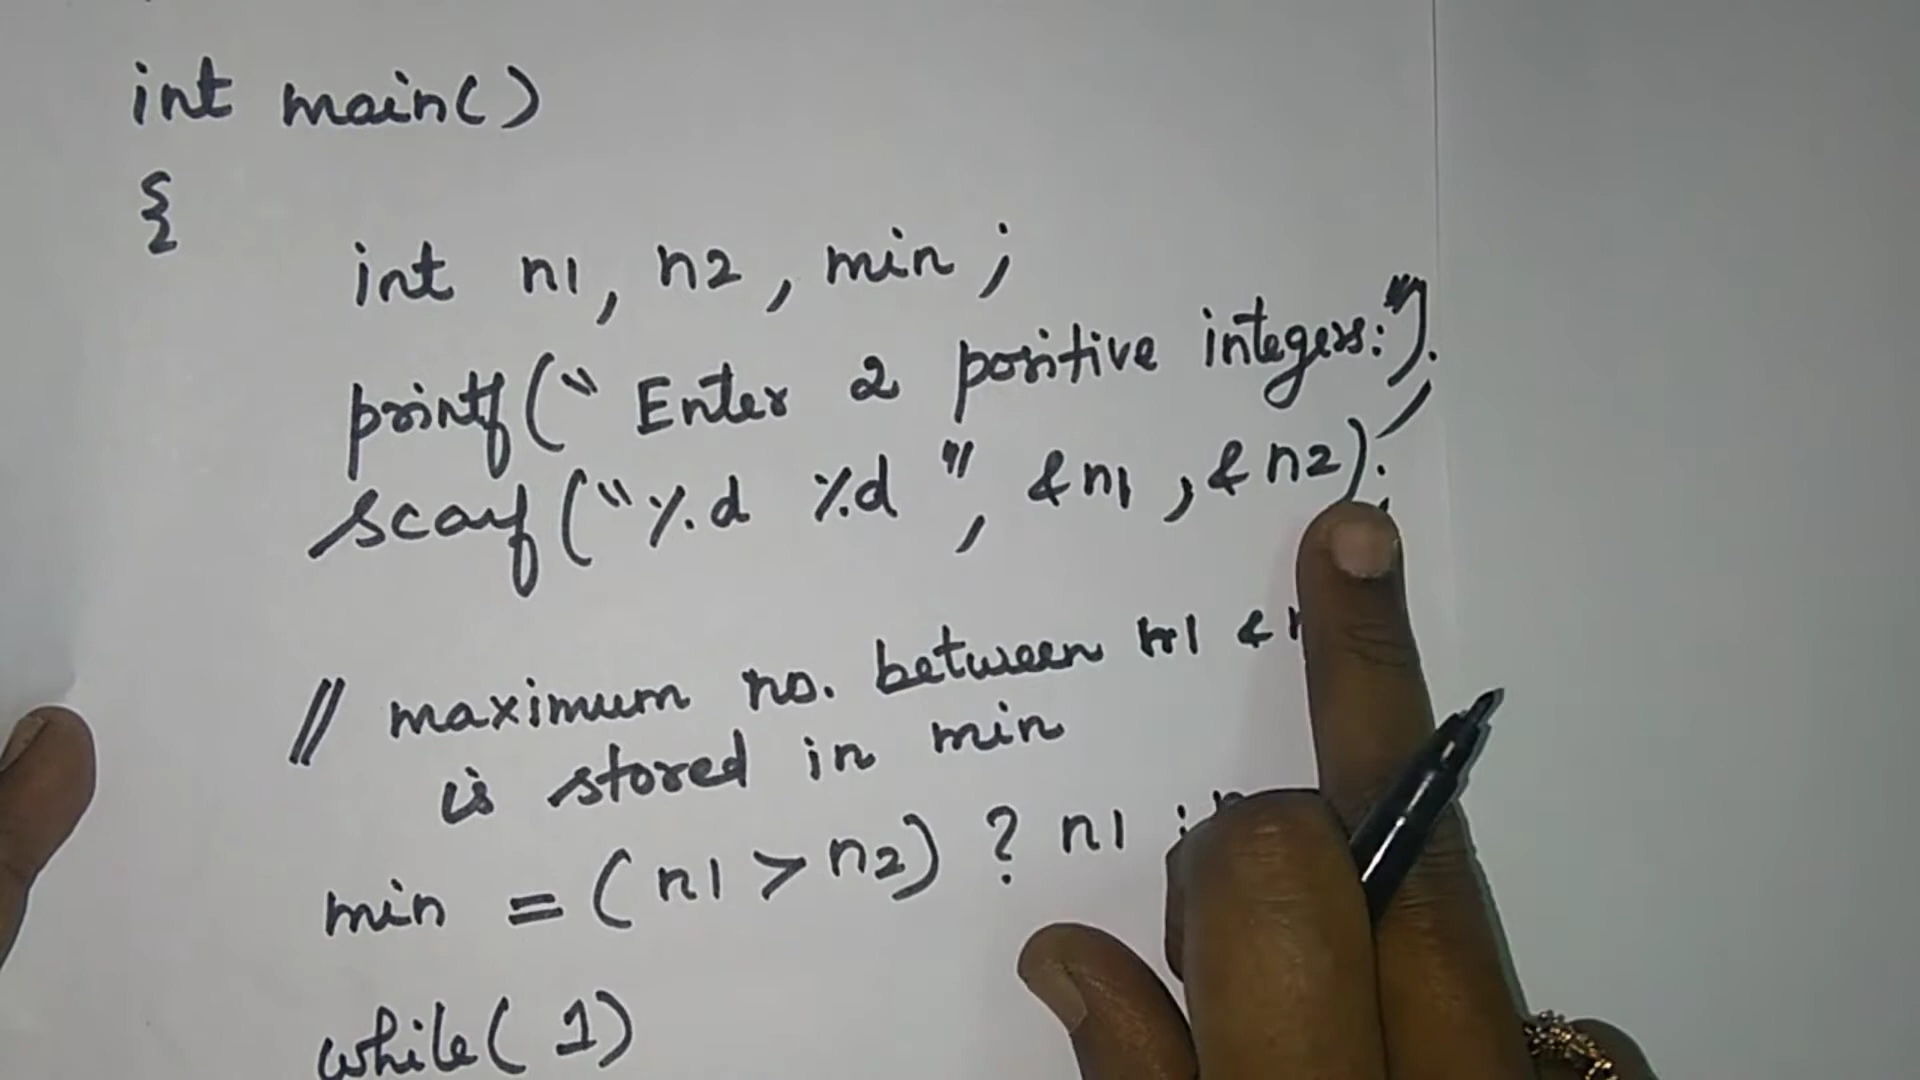 int main()
{
int n1, n2, min;
printf("Enter 2 positive integers:");
scanf("%d %d", &n1, &n2);
// maximum no. between n1 &
is stored in min
min = (n1 > n2) ? n1 :
while(1)